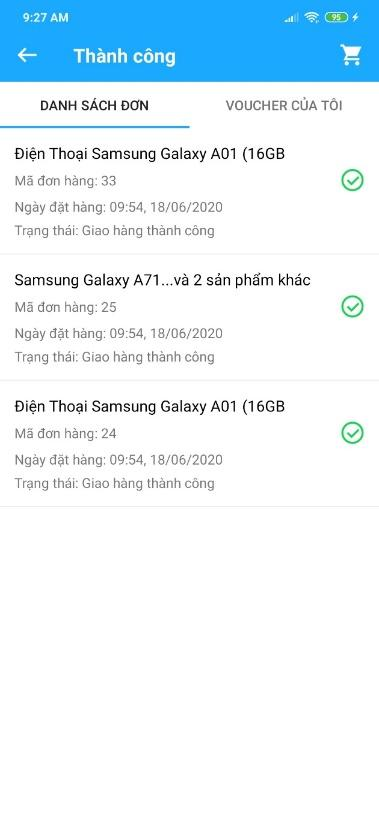 9:27 AM
95
Thành công
DANH SÁCH ĐƠN
VOUCHER CỦA TÔI
Điện Thoại Samsung Galaxy A01 (16GB
Mã đơn hàng: 33
Ngày đặt hàng: 09:54, 18/06/2020
Trạng thái: Giao hàng thành công
Samsung Galaxy A71...và 2 sản phẩm khác
Mã đơn hàng: 25
Ngày đặt hàng: 09:54, 18/06/2020
Trạng thái: Giao hàng thành công
Điện Thoại Samsung Galaxy A01 (16GB
Mã đơn hàng: 24
Ngày đặt hàng: 09:54, 18/06/2020
Trạng thái: Giao hàng thành công